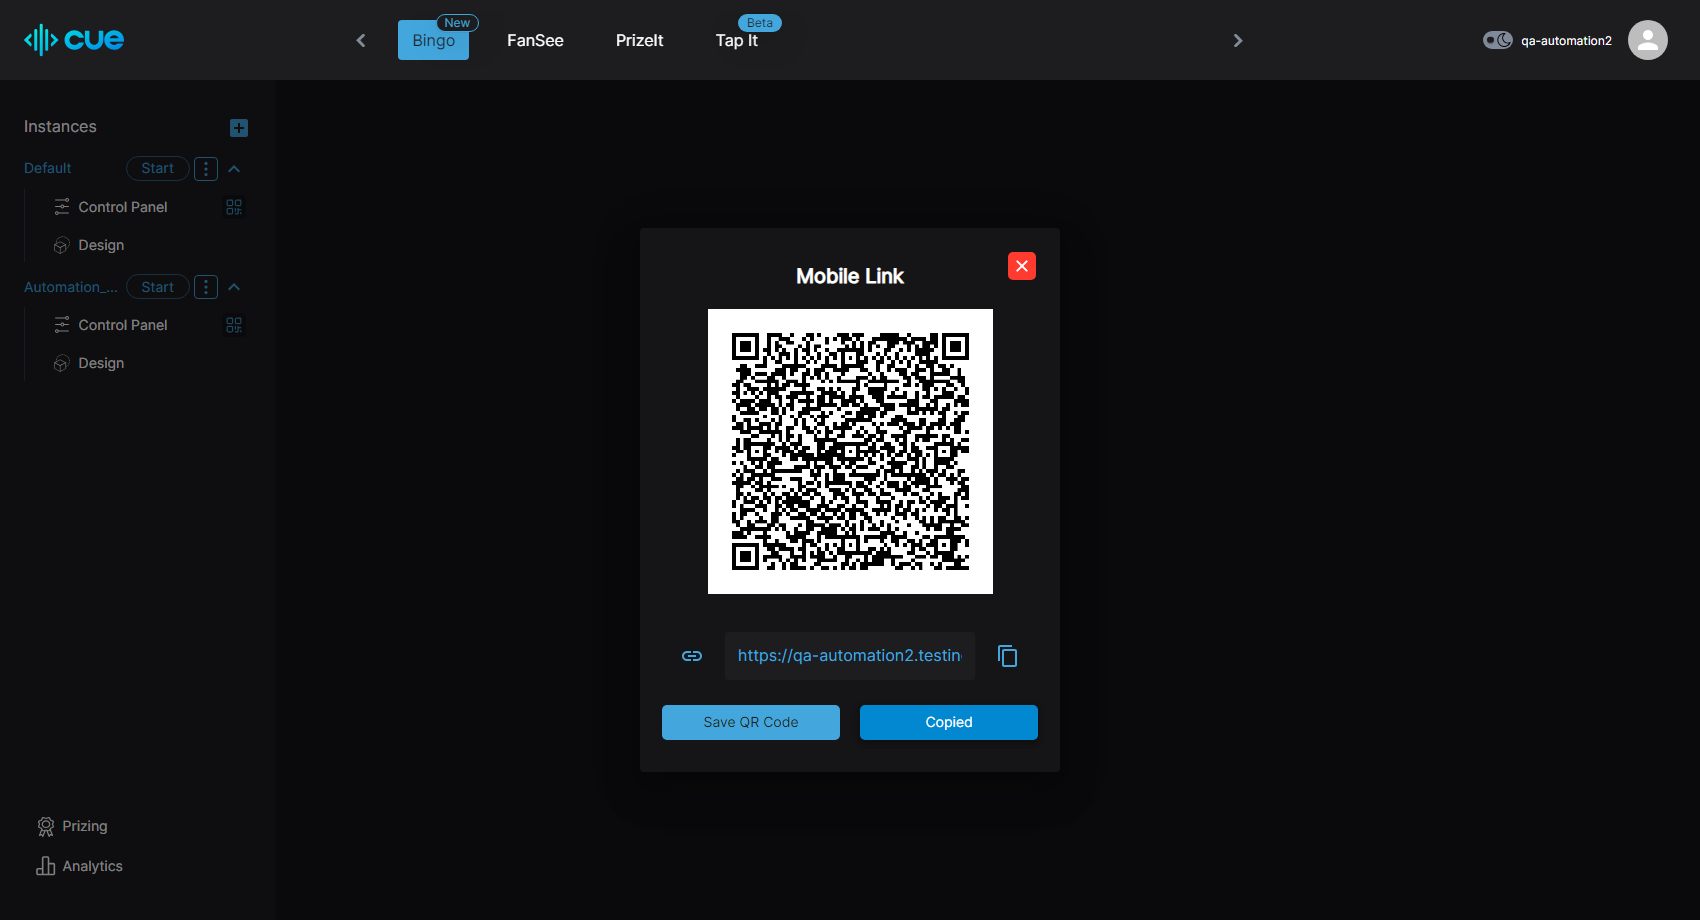 cue
Bingo
New
FanSee
PrizeIt
Tap It
Beta
qa-automation2
Instances
Default
Start
Control Panel
Design
Automation_...
Start
Control Panel
Design
Prizing
Analytics
Mobile Link
https://qa-automation2.testin
Save QR Code
Copied